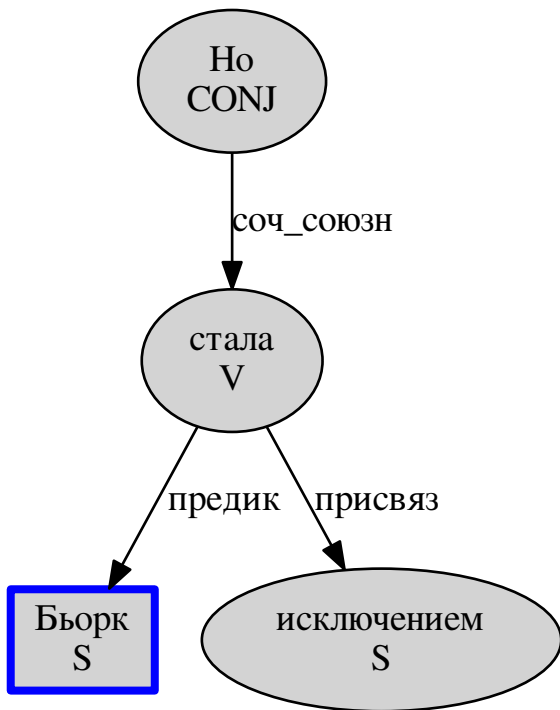 Но
CONJ
соч_союзн
стала
V
предик
присвяз
Бьорк
S
исключением
S